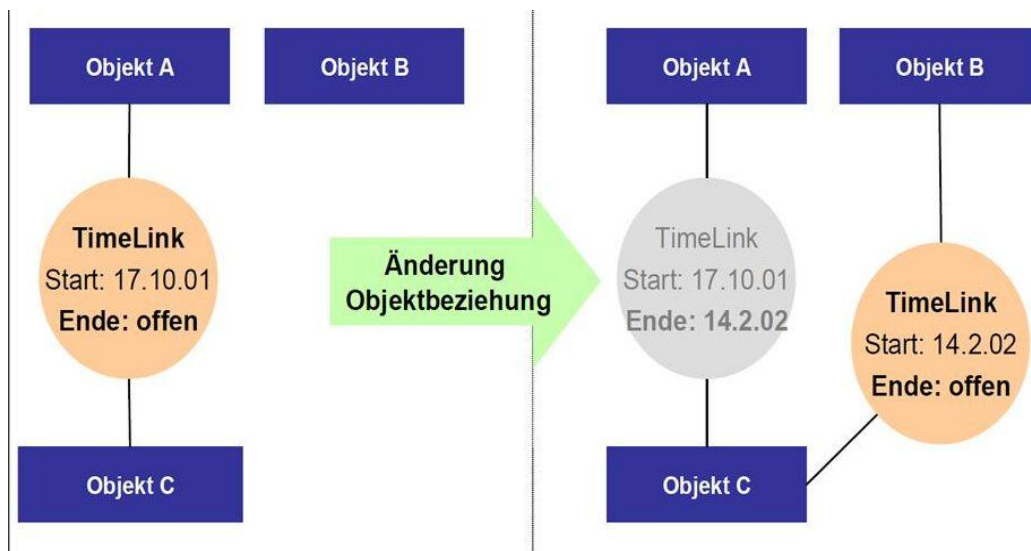 Objekt A
Objekt B
TimeLink
Start: 17.10.01
Ende: offen
Objekt C
Änderung
Objektbeziehung
Objekt A
Objekt B
TimeLink
Start: 17.10.01
Ende: 14.2.02
TimeLink
Start: 14.2.02
Ende: offen
Objekt C